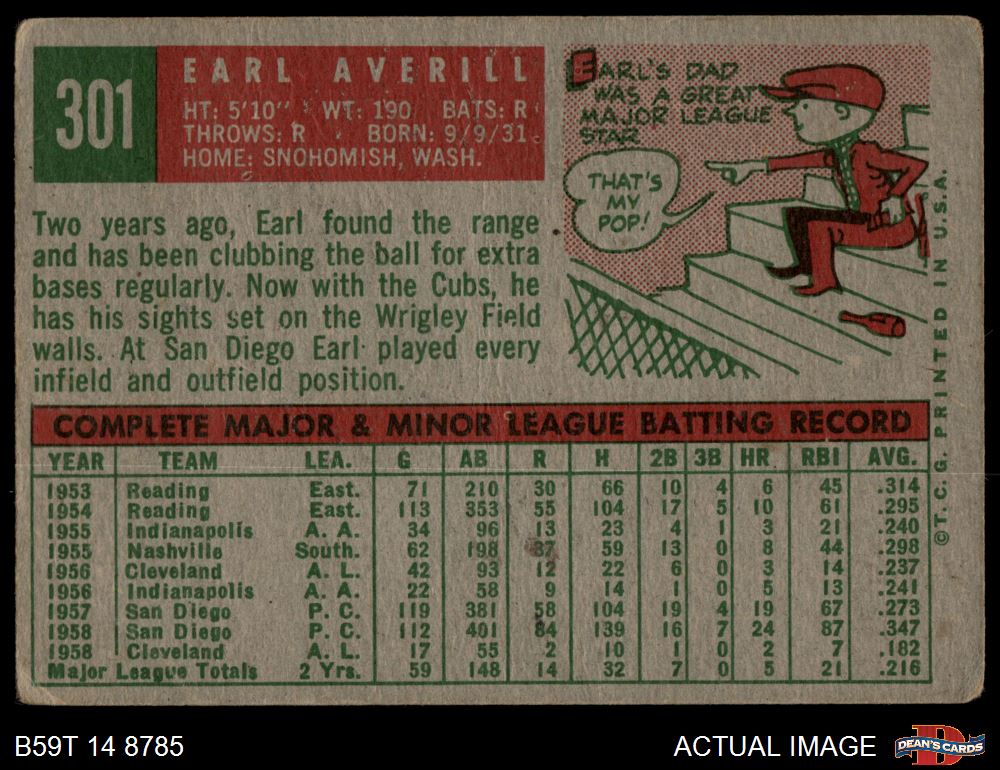 301
EARL AVERILL
HT: 5'10" WT: 190 BATS: R
THROWS: R BORN: 9/9/31
HOME: SNOHOMISH, WASH.
EARL'S DAD
WAS A GREAT
MAJOR LEAGUE
STAR
THAT'S
MY
POP!
Two years ago, Earl found the range
and has been clubbing the ball for extra
bases regularly. Now with the Cubs, he
has his sights set on the Wrigley Field
walls. At San Diego Earl played every
infield and outfield position.
COMPLETE MAJOR & MINOR LEAGUE BATTING RECORD
YEAR TEAM LEA. G AB R H 2B 3B HR RBI AVG.
1953 Reading East. 71 210 30 66 10 4 6 45 .314
1954 Reading East. 113 353 55 104 17 5 10 61 .295
1955 Indianapolis A. A. 34 96 13 23 4 1 3 21 .240
1955 Nashville South. 62 198 37 59 13 0 8 44 .298
1956 Cleveland A. L. 42 93 12 22 6 0 3 14 .237
1956 Indianapolis A. A. 22 58 9 14 1 0 5 13 .241
1957 San Diego P. C. 119 381 58 104 19 4 19 67 .273
1958 San Diego P. C. 112 401 84 139 16 7 24 87 .347
1958 Cleveland A. L. 17 55 2 10 1 0 2 7 .182
Major League Totals 2 Yrs. 59 148 14 32 7 0 5 21 .216
©T. C. G. PRINTED IN U.S.A.
B59T 14 8785
ACTUAL IMAGE
D
DEAN'S CARDS